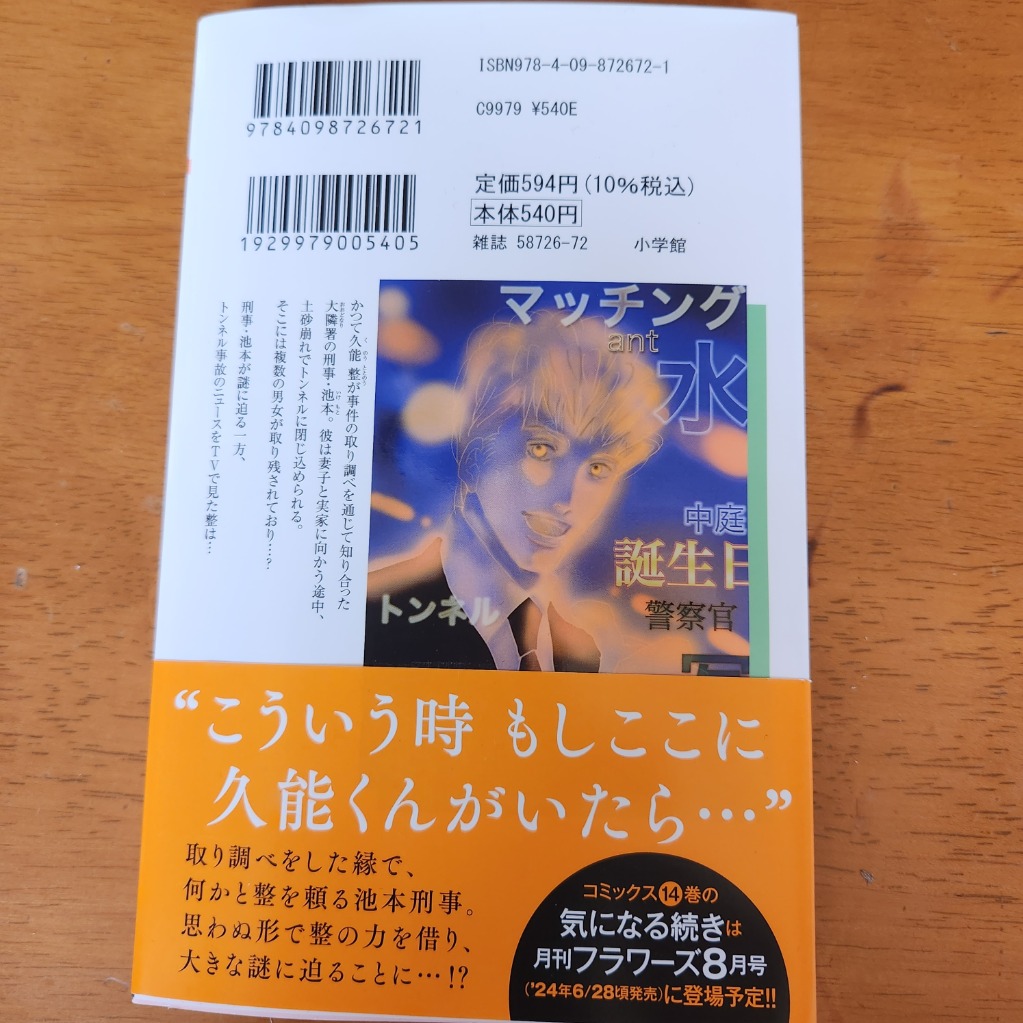 ISBN978-4-09-872672-1
9784098726721
C9979 ¥540E
定価594円(10%税込)
本体540円
1929979005405
雑誌 58726-72 小学館
かつて久能 整が事件の取り調べを通じて知り合った
大隣署の刑事・池本。彼は妻子と実家に向かう途中、
土砂崩れでトンネルに閉じ込められる。
そこには複数の男女が取り残されており…?
刑事・池本が謎に迫る一方、
トンネル事故のニュースをTVで見た整は…
マッチング
ant
水
中庭
誕生日
警察官
トンネル
“こういう時 もしここに
久能くんがいたら…”
取り調べをした縁で、
何かと整を頼る池本刑事。
思わぬ形で整の力を借り、
大きな謎に迫ることに…!?
コミックス14巻の
気になる続きは
月刊フラワーズ8月号
('24年6/28頃発売)に登場予定!!